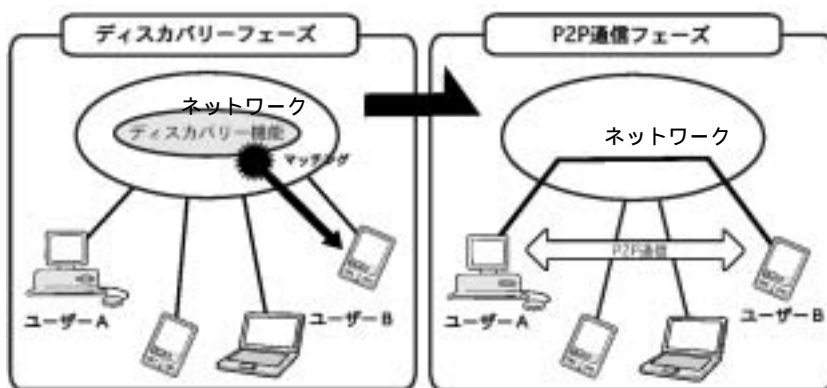 ディスカバリーフェーズ
ネットワーク
ディスカバリー機能
マッチング
ユーザーA
ユーザーB
P2P通信フェーズ
ネットワーク
P2P通信
ユーザーA
ユーザーB